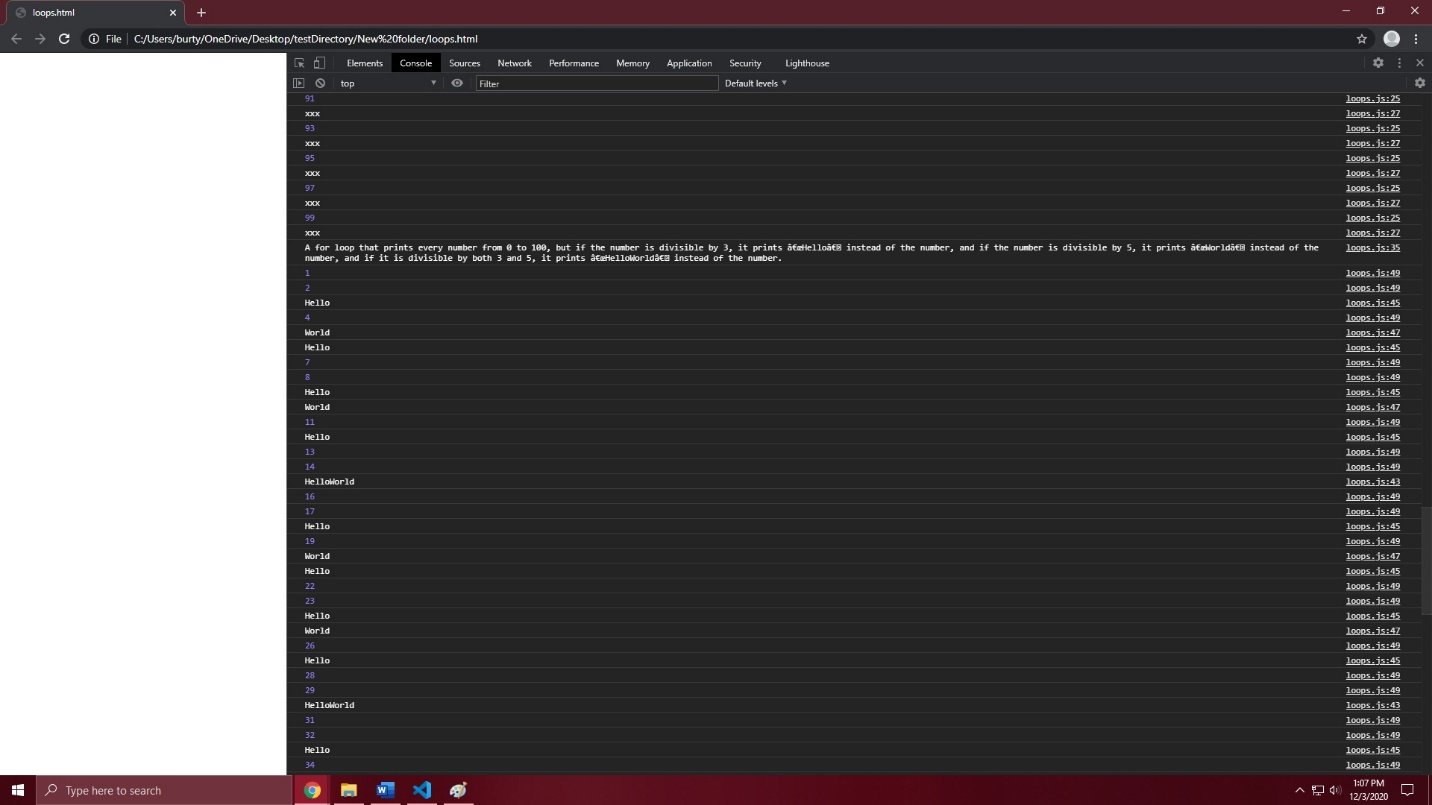 loops.html
File C:/Users/burty/OneDrive/Desktop/testDirectory/New%20folder/loops.html
Elements Console Sources Network Performance Memory Application Security Lighthouse
top Filter Default levels
91 loops.js:25
xxx loops.js:27
93 loops.js:25
xxx loops.js:27
95 loops.js:25
xxx loops.js:27
97 loops.js:25
xxx loops.js:27
99 loops.js:25
xxx loops.js:27
A for loop that prints every number from 0 to 100, but if the number is divisible by 3, it prints â€œHelloâ€ instead of the number, and if the number is divisible by 5, it prints â€œWorldâ€ instead of the loops.js:35
number, and if it is divisible by both 3 and 5, it prints â€œHelloWorldâ€ instead of the number.
1 loops.js:49
2 loops.js:49
Hello loops.js:45
4 loops.js:49
World loops.js:47
Hello loops.js:45
7 loops.js:49
8 loops.js:49
Hello loops.js:45
World loops.js:47
11 loops.js:49
Hello loops.js:45
13 loops.js:49
14 loops.js:49
HelloWorld loops.js:43
16 loops.js:49
17 loops.js:49
Hello loops.js:45
19 loops.js:49
World loops.js:47
Hello loops.js:45
22 loops.js:49
23 loops.js:49
Hello loops.js:45
World loops.js:47
26 loops.js:49
Hello loops.js:45
28 loops.js:49
29 loops.js:49
HelloWorld loops.js:43
31 loops.js:49
32 loops.js:49
Hello loops.js:45
34 loops.js:49
Type here to search
1:07 PM
12/3/2020